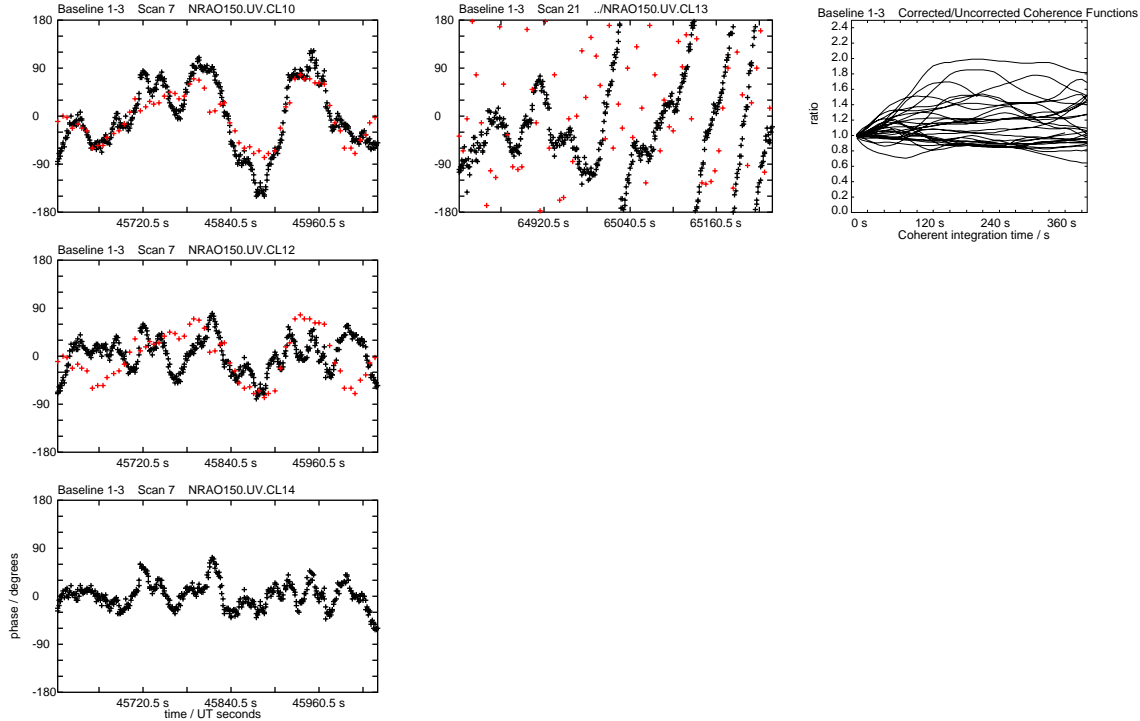 Baseline 1-3 Scan 7 NRAO150.UV.CL10
180
90
0
-90
-180
45720.5 s 45840.5 s 45960.5 s
Baseline 1-3 Scan 21 ../NRAO150.UV.CL13
180
90
0
-90
-180
64920.5 s 65040.5 s 65160.5 s
Baseline 1-3 Corrected/Uncorrected Coherence Functions
2.4
2.2
2.0
1.8
1.6
1.4
1.2
1.0
0.8
0.6
0.4
0.2
0.0
ratio
0 s 120 s 240 s 360 s
Coherent integration time / s
Baseline 1-3 Scan 7 NRAO150.UV.CL12
180
90
0
-90
-180
45720.5 s 45840.5 s 45960.5 s
Baseline 1-3 Scan 7 NRAO150.UV.CL14
180
90
0
-90
-180
phase / degrees
45720.5 s 45840.5 s 45960.5 s
time / UT seconds